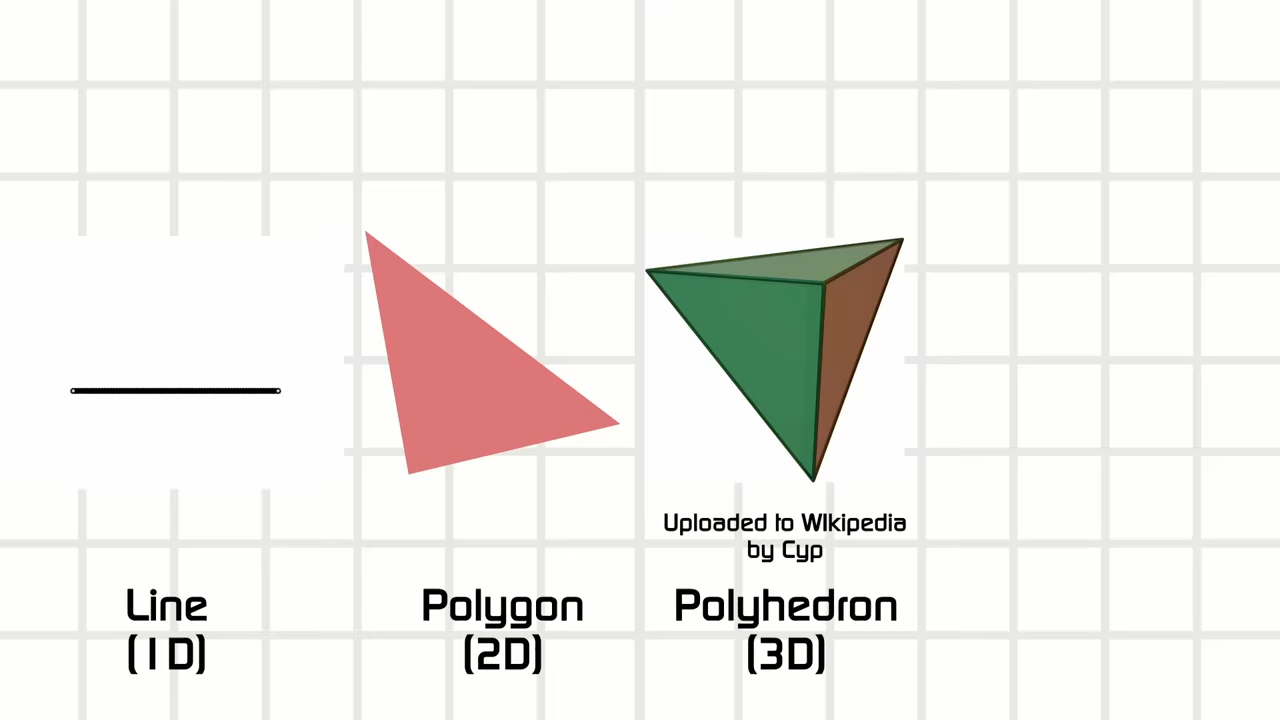 Uploaded to WIkipedia
by Cyp
Line
(1D)
Polygon
(2D)
Polyhedron
(3D)